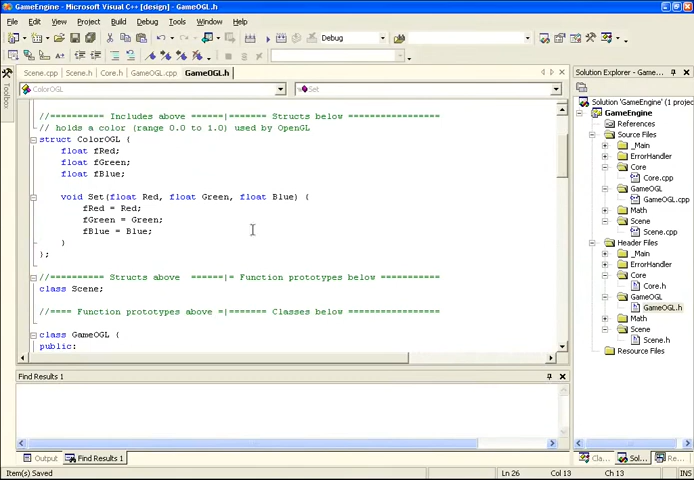 GameEngine - Microsoft Visual C++ [design] - GameOGL.h
File Edit View Project Build Debug Tools Window Help
Debug
Scene.cpp Scene.h Core.h GameOGL.cpp GameOGL.h
ColorOGL Set
//========== Includes above ======|======= Structs below =================
// holds a color (range 0.0 to 1.0) used by OpenGL
struct ColorOGL {
float fRed;
float fGreen;
float fBlue;
void Set(float Red, float Green, float Blue) {
fRed = Red;
fGreen = Green;
fBlue = Blue;
}
};
//========== Structs above ======|= Function prototypes below ===========
class Scene;
//==== Function prototypes above =|======= Classes below =================
class GameOGL {
public:
Find Results 1
Output Find Results 1
Item(s) Saved
Ln 26 Col 13 Ch 13 INS
Toolbox
Solution Explorer - Game...
Solution 'GameEngine' (1 projec
GameEngine
References
Source Files
_Main
ErrorHandler
Core
Core.cpp
GameOGL
GameOGL.cpp
Math
Scene
Scene.cpp
Header Files
_Main
ErrorHandler
Core
Core.h
GameOGL
GameOGL.h
Math
Scene
Scene.h
Resource Files
Cla... Sol... Re...